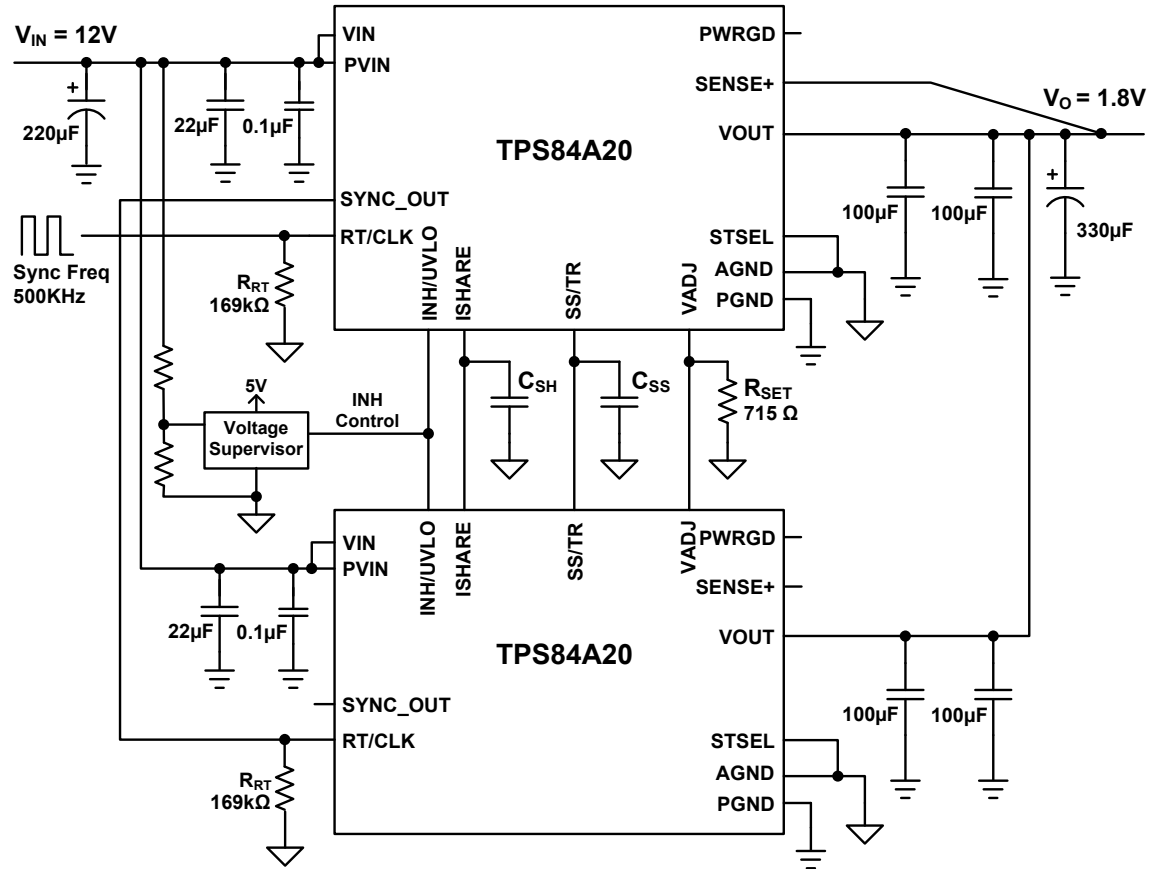 V_IN = 12V
VIN
PVIN
PWRGD
SENSE+
V_O = 1.8V
+
220µF
22µF
0.1µF
TPS84A20
VOUT
+
100µF
100µF
330µF
SYNC_OUT
RT/CLK
Sync Freq
500KHz
R_RT
169kΩ
INH/UVLO
ISHARE
SS/TR
VADJ
STSEL
AGND
PGND
5V
Voltage
Supervisor
INH
Control
C_SH
C_SS
R_SET
715 Ω
INH/UVLO
ISHARE
SS/TR
VADJ
VIN
PVIN
PWRGD
SENSE+
22µF
0.1µF
TPS84A20
VOUT
SYNC_OUT
RT/CLK
100µF
100µF
R_RT
169kΩ
STSEL
AGND
PGND